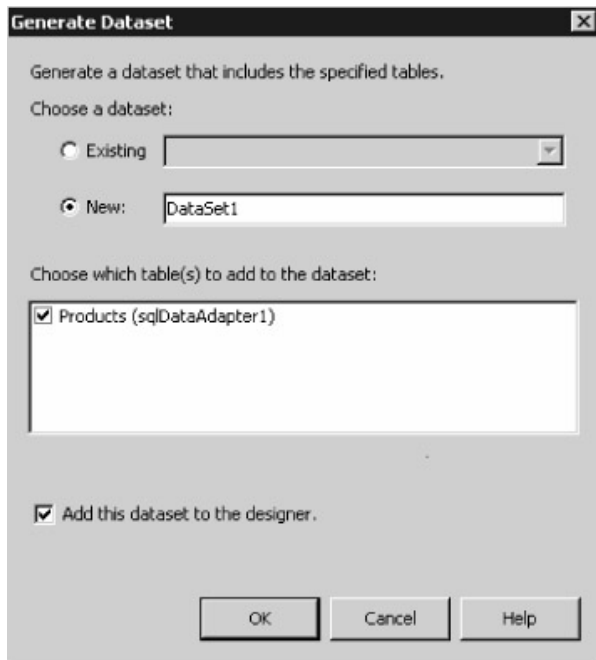 Generate Dataset
Generate a dataset that includes the specified tables.
Choose a dataset:
Existing
New: DataSet1
Choose which table(s) to add to the dataset:
Products (sqlDataAdapter1)
Add this dataset to the designer.
OK Cancel Help